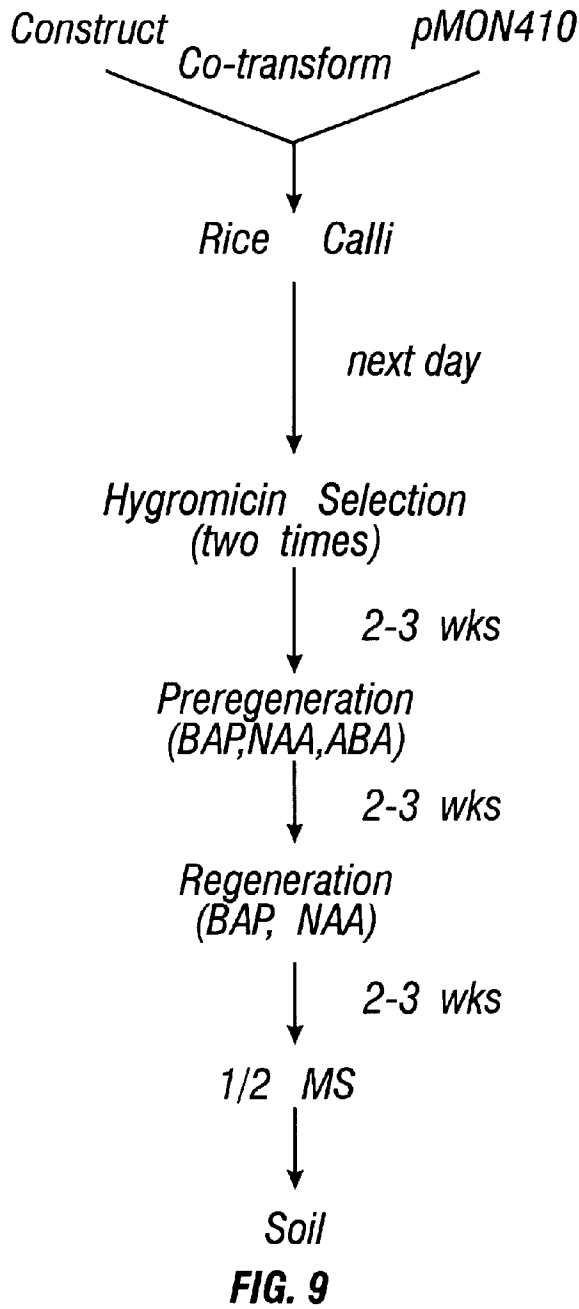 Construct pMON410
Co-transform
Rice Calli
next day
Hygromicin Selection
(two times)
2-3 wks
Preregeneration
(BAP,NAA,ABA)
2-3 wks
Regeneration
(BAP, NAA)
2-3 wks
1/2 MS
Soil
FIG. 9